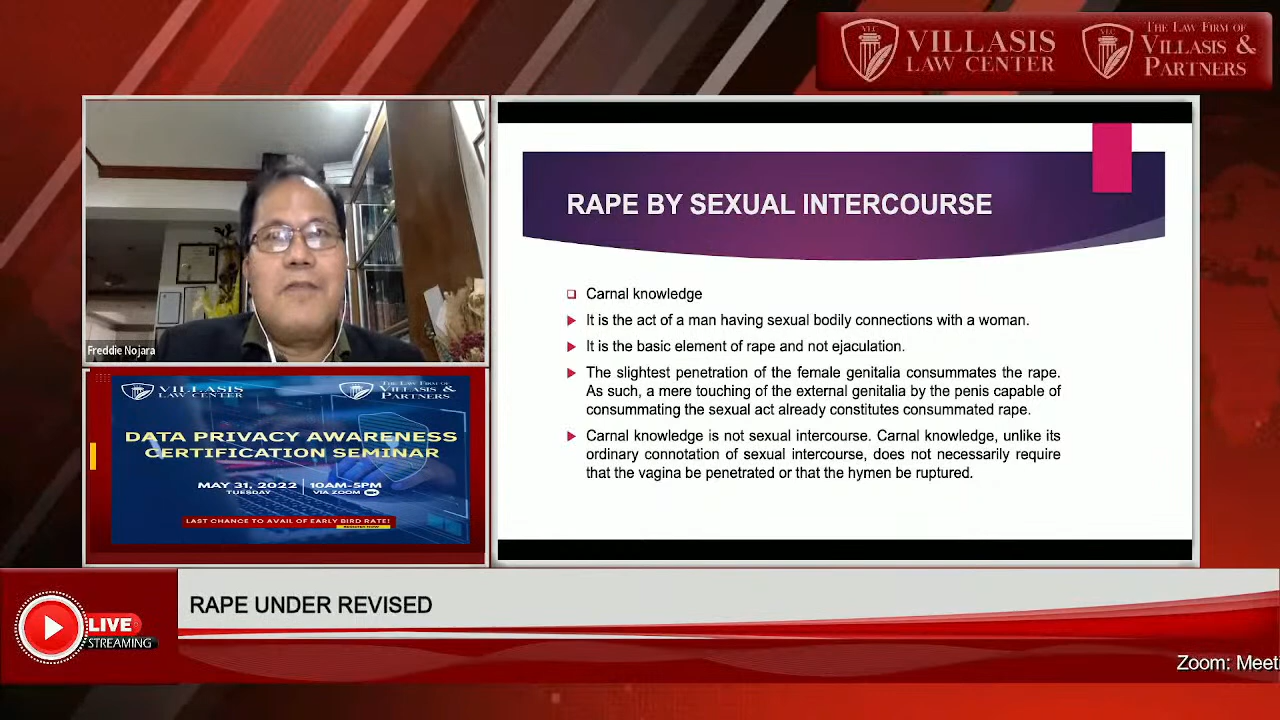 VLC
VILLASIS
LAW CENTER
VLC
THE LAW FIRM OF
VILLASIS &
PARTNERS
Freddie Nojara
RAPE BY SEXUAL INTERCOURSE
Carnal knowledge
It is the act of a man having sexual bodily connections with a woman.
It is the basic element of rape and not ejaculation.
The slightest penetration of the female genitalia consummates the rape.
As such, a mere touching of the external genitalia by the penis capable of
consummating the sexual act already constitutes consummated rape.
Carnal knowledge is not sexual intercourse. Carnal knowledge, unlike its
ordinary connotation of sexual intercourse, does not necessarily require
that the vagina be penetrated or that the hymen be ruptured.
VILLASIS
LAW CENTER
THE LAW FIRM OF
VILLASIS &
PARTNERS
DATA PRIVACY AWARENESS
CERTIFICATION SEMINAR
MAY 31, 2022
TUESDAY
10AM-5PM
VIA ZOOM
LAST CHANCE TO AVAIL OF EARLY BIRD RATE!
REGISTER NOW
LIVE
STREAMING
RAPE UNDER REVISED
Zoom: Meeti